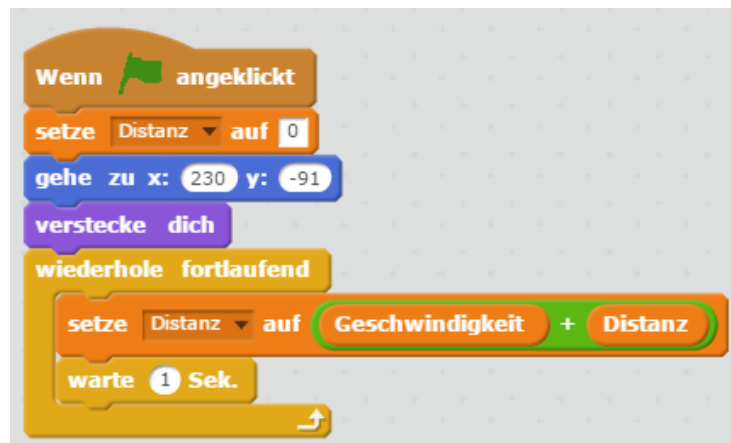 Wenn angeklickt
setze Distanz auf 0
gehe zu x: 230 y: -91
verstecke dich
wiederhole fortlaufend
setze Distanz auf Geschwindigkeit + Distanz
warte 1 Sek.